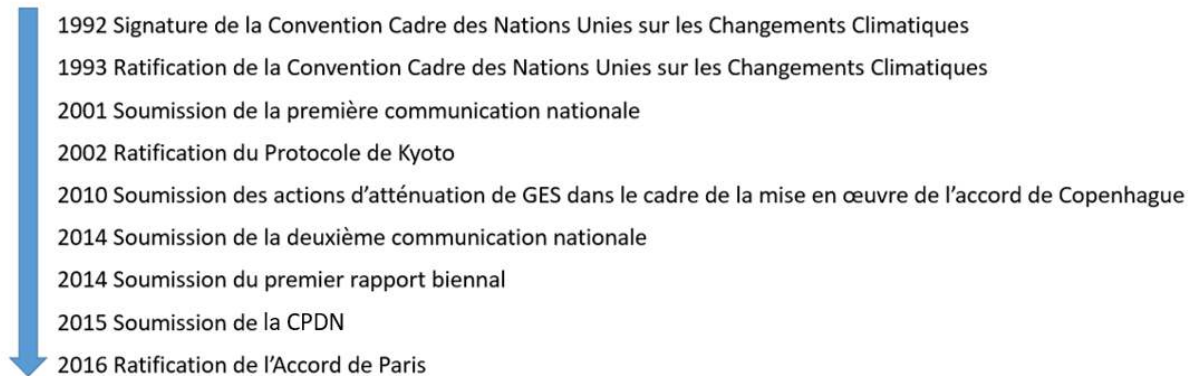 1992 Signature de la Convention Cadre des Nations Unies sur les Changements Climatiques
1993 Ratification de la Convention Cadre des Nations Unies sur les Changements Climatiques
2001 Soumission de la première communication nationale
2002 Ratification du Protocole de Kyoto
2010 Soumission des actions d’atténuation de GES dans le cadre de la mise en œuvre de l’accord de Copenhague
2014 Soumission de la deuxième communication nationale
2014 Soumission du premier rapport biennal
2015 Soumission de la CPDN
2016 Ratification de l’Accord de Paris